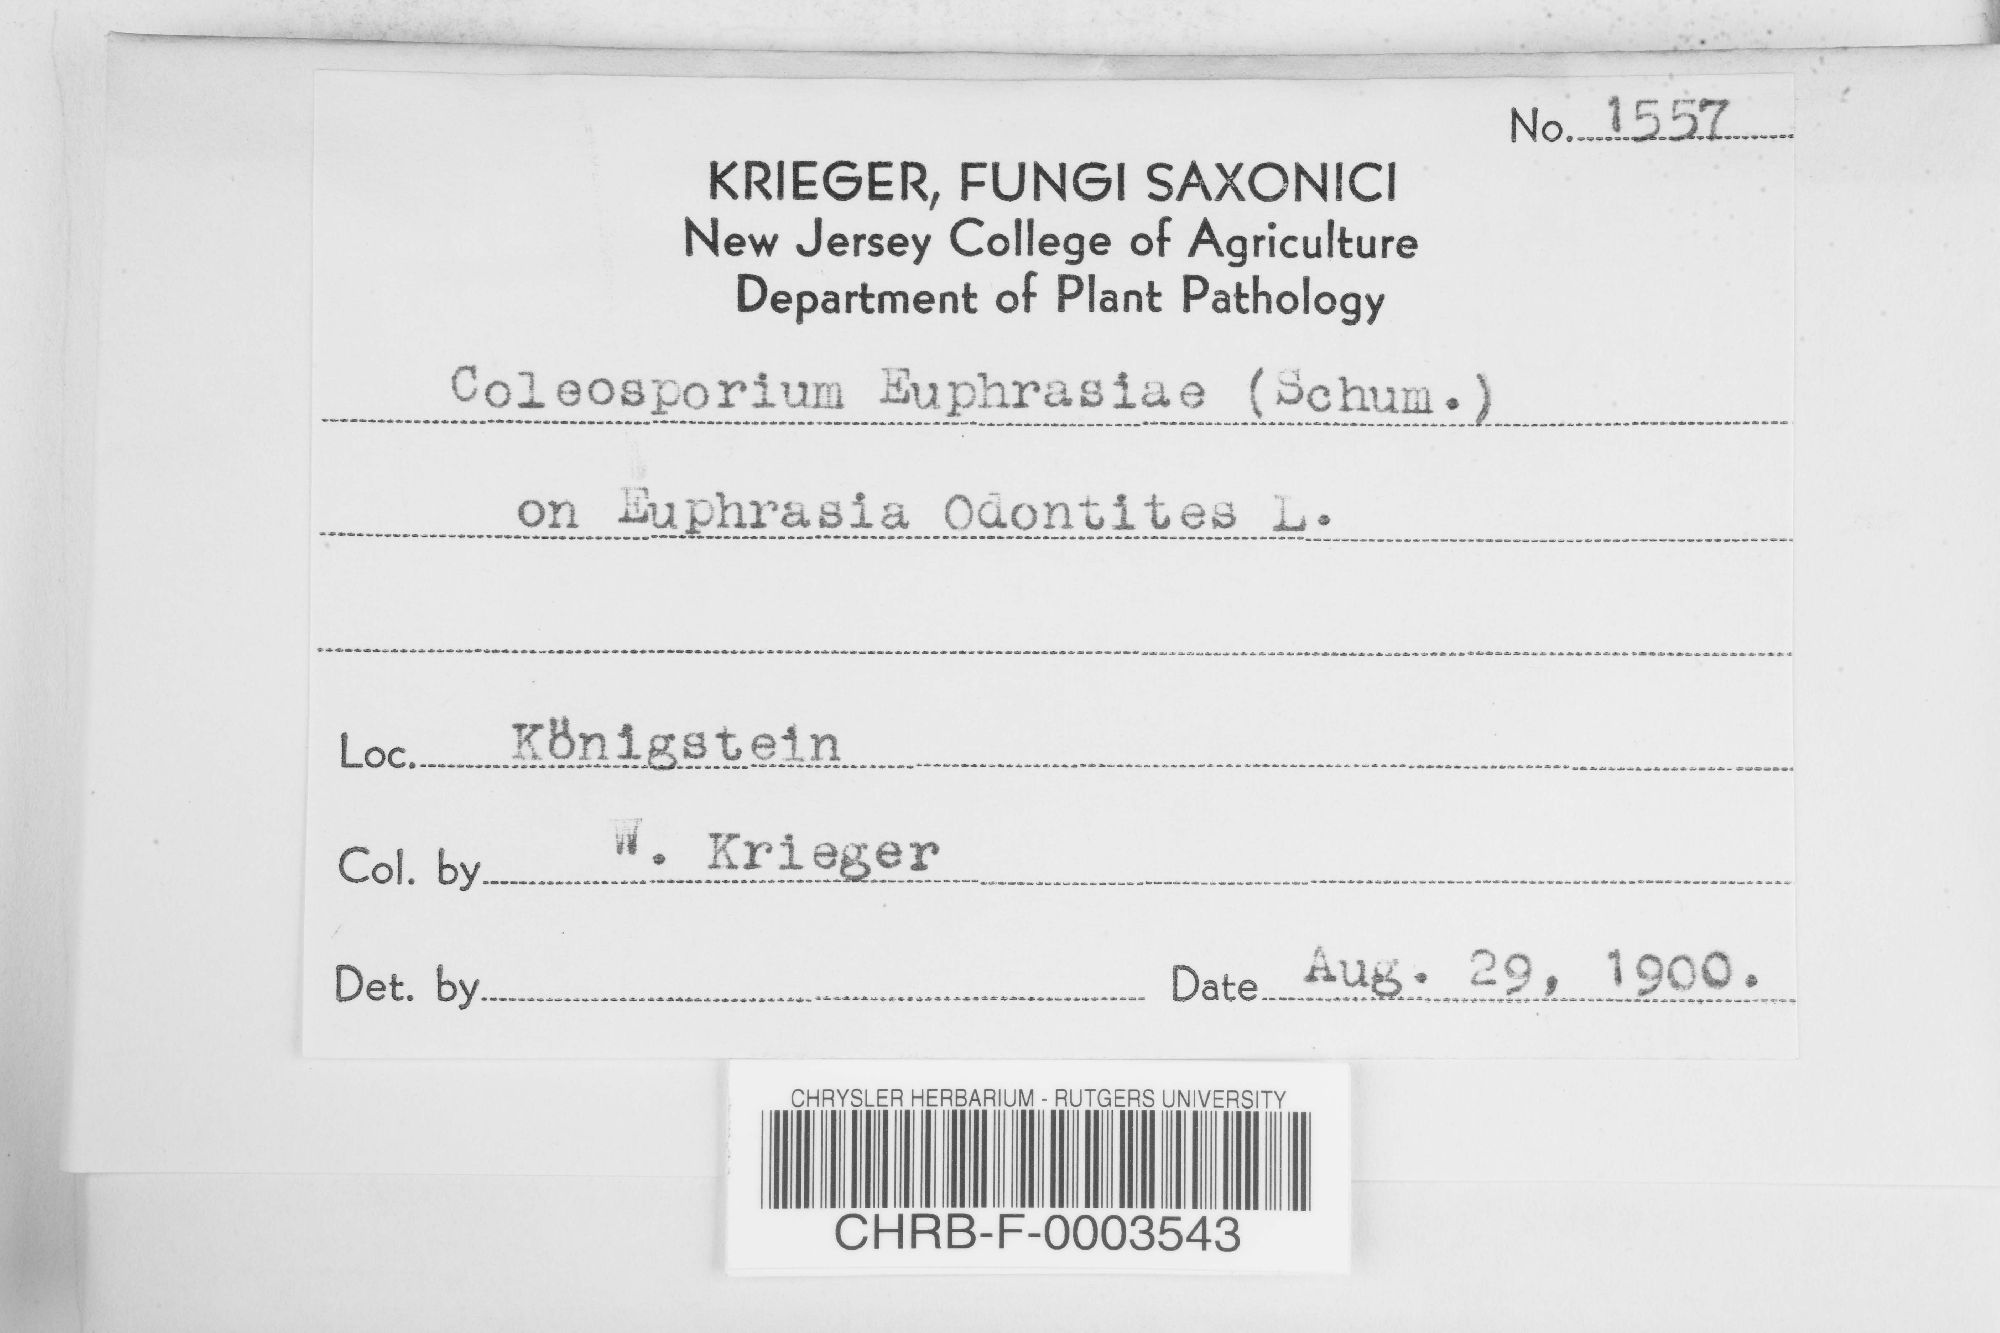 No. 1557
KRIEGER, FUNGI SAXONICI
New Jersey College of Agriculture
Department of Plant Pathology
Coleosporium Euphrasiae (Schum.)
on Euphrasia Odontites L.
Loc. Königstein
Col. by W. Krieger
Det. by Date Aug. 29, 1900.
CHRYSLER HERBARIUM - RUTGERS UNIVERSITY
CHRB-F-0003543